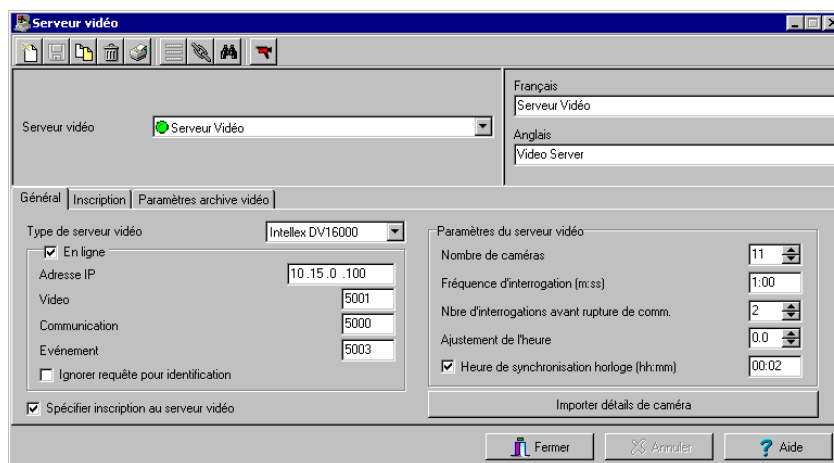 Serveur vidéo
Français
Serveur Vidéo
Serveur vidéo
Serveur Vidéo
Anglais
Video Server
Général Inscription Paramètres archive vidéo
Type de serveur vidéo Intellex DV16000
En ligne
Adresse IP 10 .15 .0 .100
Video 5001
Communication 5000
Evénement 5003
Ignorer requête pour identification
Spécifier inscription au serveur vidéo
Paramètres du serveur vidéo
Nombre de caméras 11
Fréquence d'interrogation (m:ss) 1:00
Nbre d'interrogations avant rupture de comm. 2
Ajustement de l'heure 0.0
Heure de synchronisation horloge (hh:mm) 00:02
Importer détails de caméra
Fermer Annuler Aide